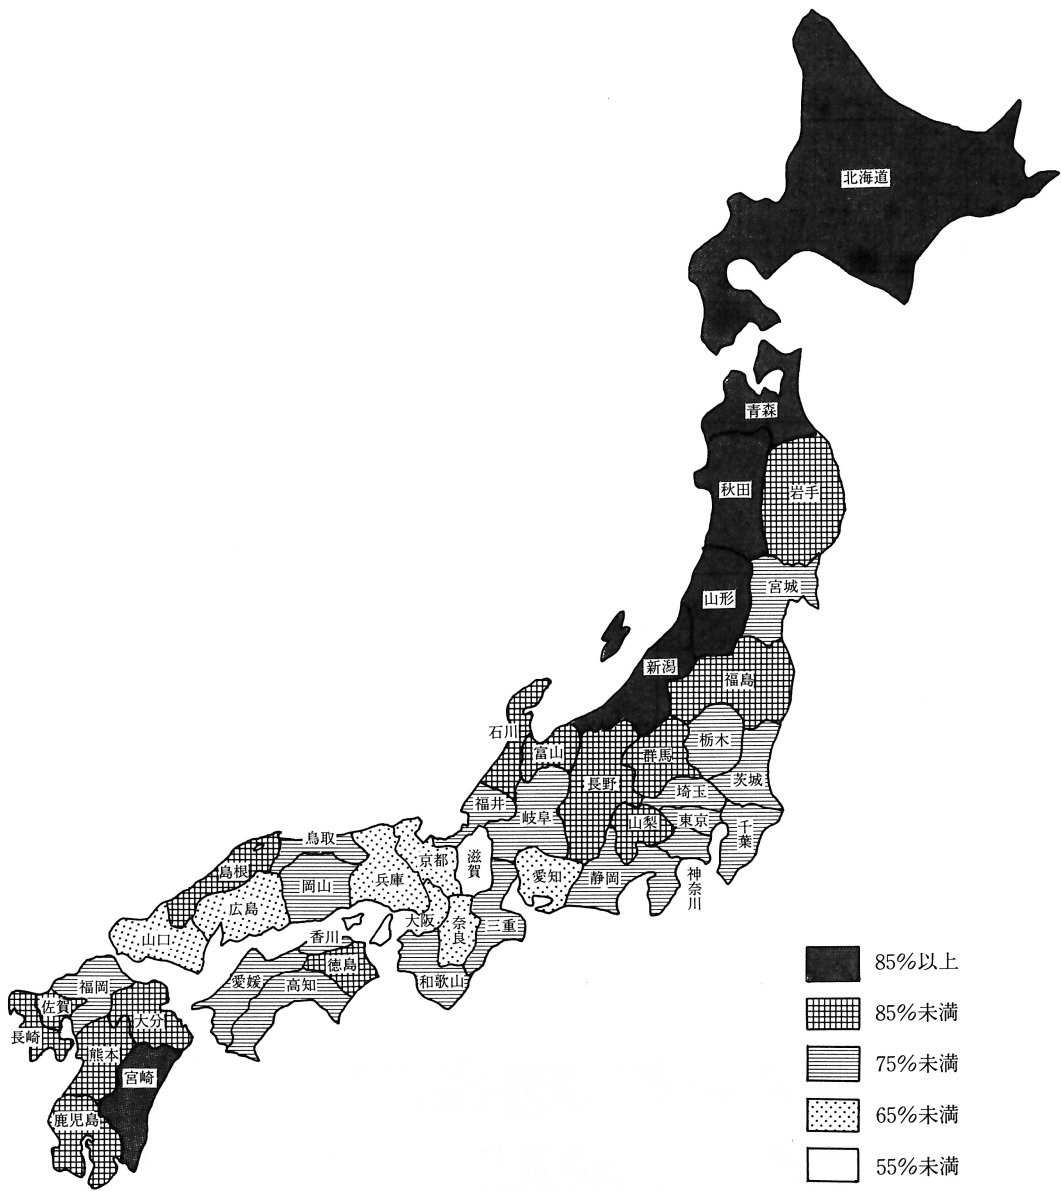 北海道
青森
秋田
岩手
山形
宮城
新潟
福島
石川
富山
群馬
栃木
長野
茨城
福井
岐阜
埼玉
山梨
東京
千葉
鳥取
京都
滋賀
愛知
静岡
神奈川
島根
岡山
兵庫
広島
大阪
奈良
三重
山口
香川
徳島
和歌山
愛媛
高知
福岡
佐賀
大分
長崎
熊本
宮崎
鹿児島
85%以上
85%未満
75%未満
65%未満
55%未満